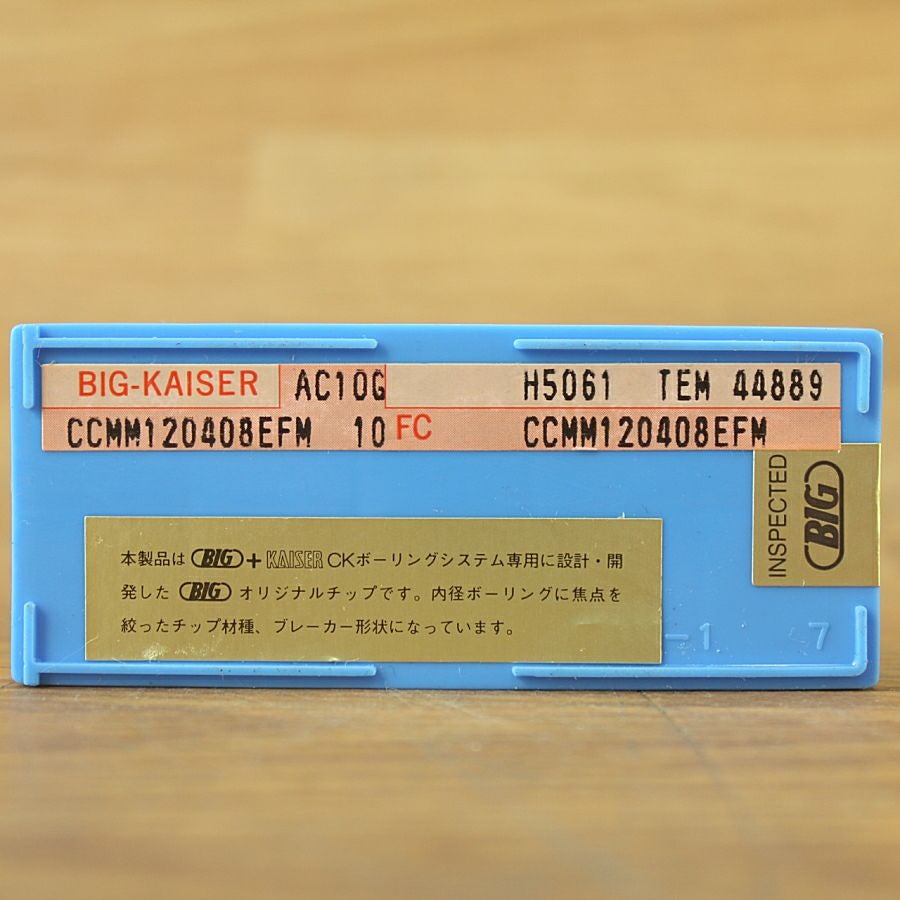 BIG-KAISER AC10G H5061 TEM 44889
CCMM120408EFM 10 FC CCMM120408EFM
INSPECTED BIG
本製品は BIG + KAISER CKボーリングシステム専用に設計・開
発した BIG オリジナルチップです。内径ボーリングに焦点を
絞ったチップ材種、ブレーカー形状になっています。
-1 7